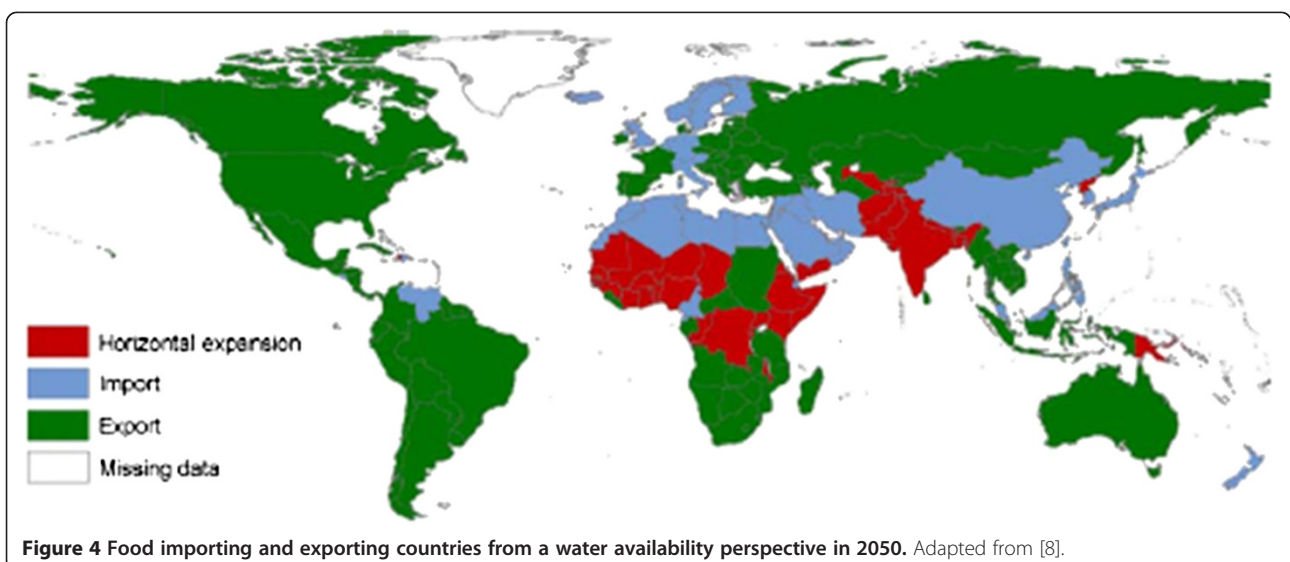 Horizontal expansion
Import
Export
Missing data
Figure 4 Food importing and exporting countries from a water availability perspective in 2050. Adapted from [8].